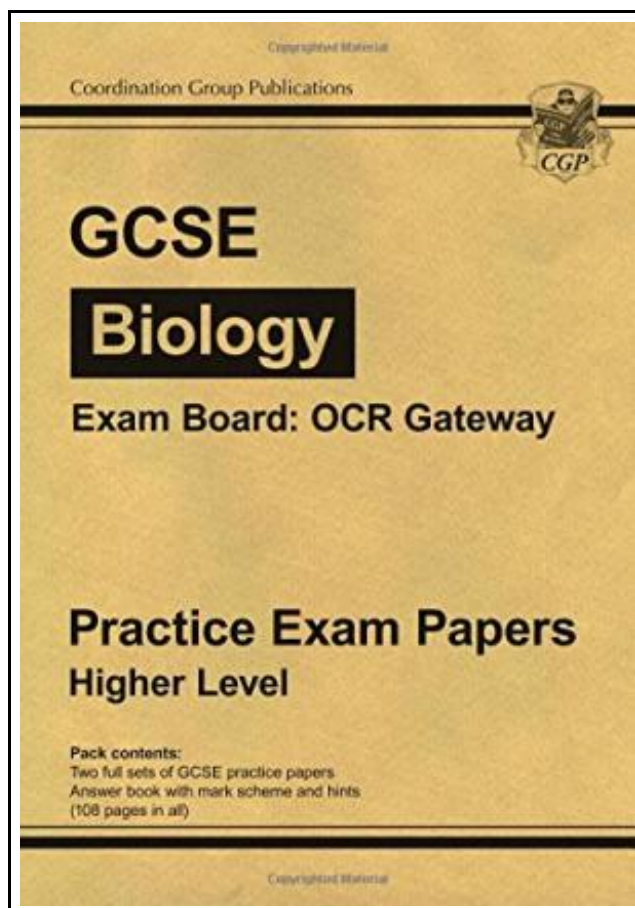 Copyrighted Material
Coordination Group Publications
CGP
GCSE
Biology
Exam Board: OCR Gateway
Practice Exam Papers
Higher Level
Pack contents:
Two full sets of GCSE practice papers
Answer book with mark scheme and hints
(108 pages in all)
Copyrighted Material